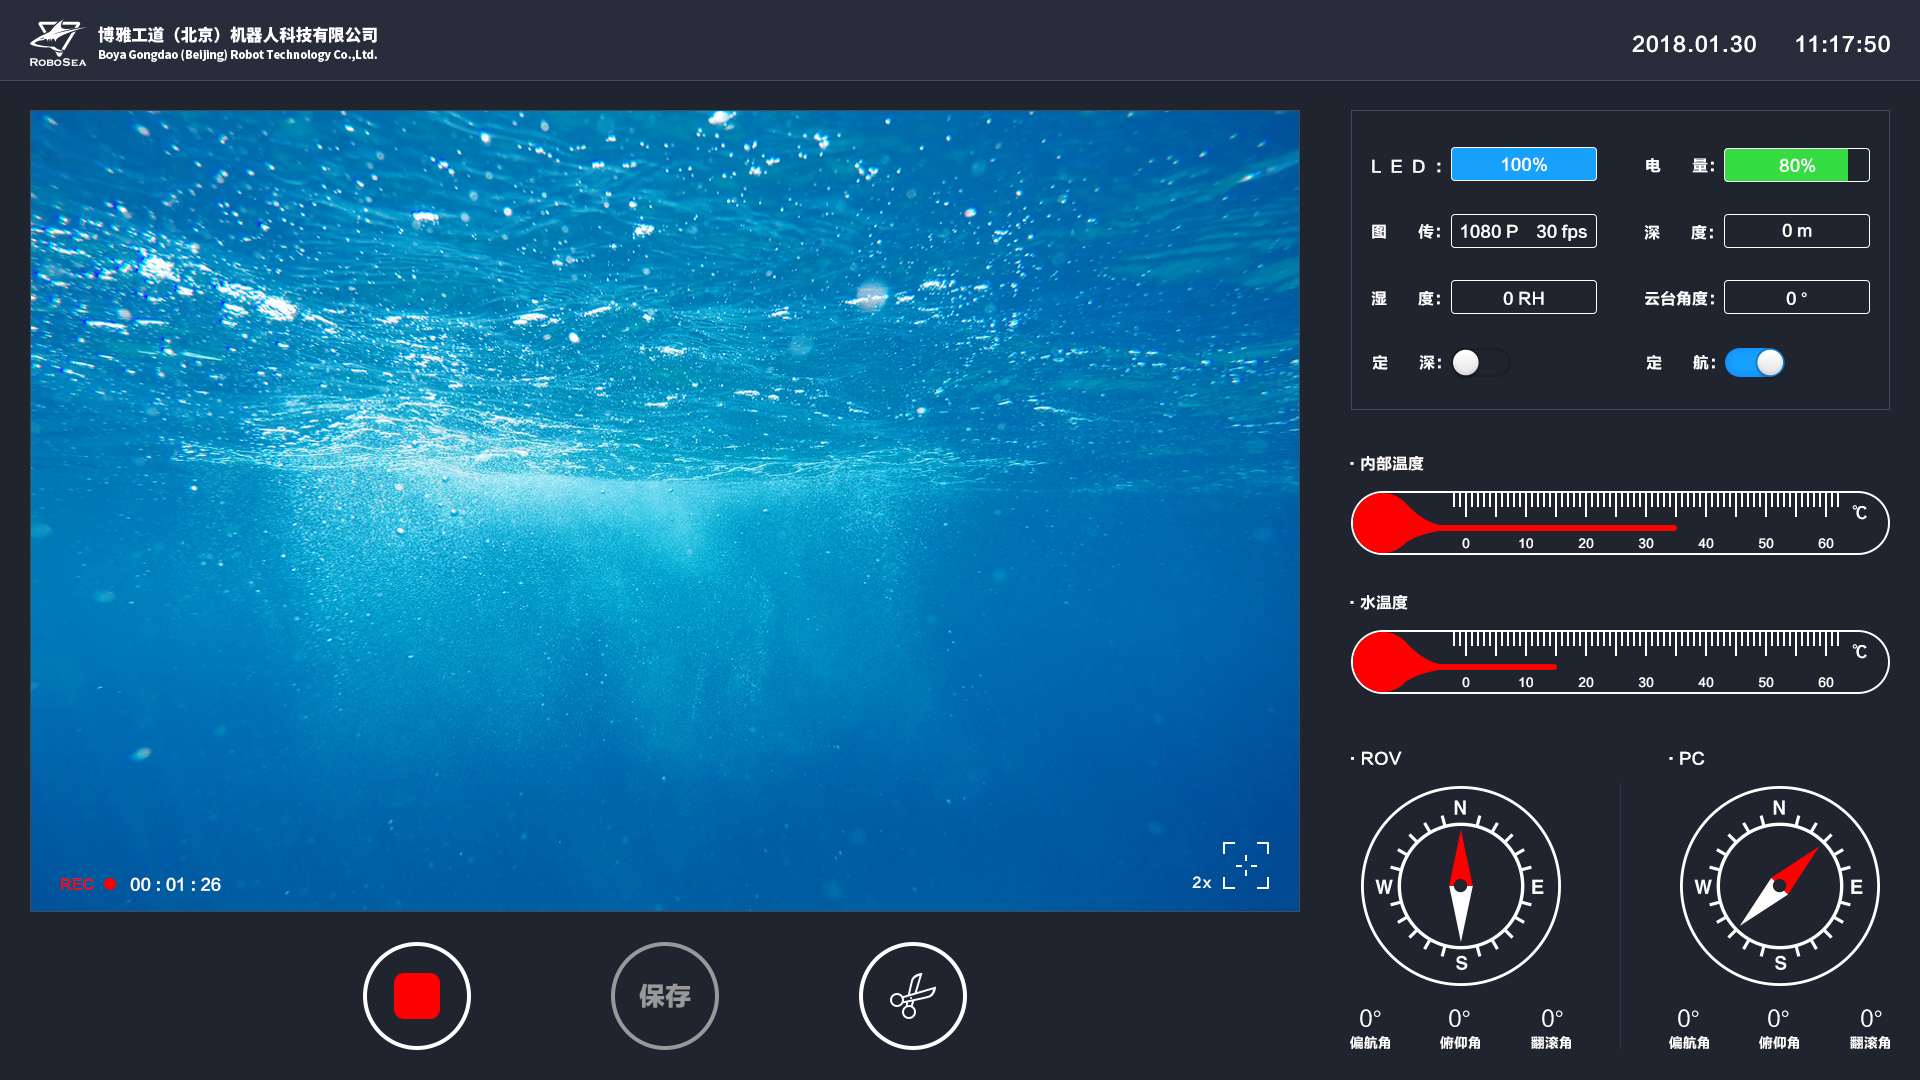 博雅工道（北京）机器人科技有限公司
Boya Gongdao (Beijing) Robot Technology Co.,Ltd.
ROBOSEA
2018.01.30 11:17:50
LED: 100% 电量: 80%
图传: 1080 P 30 fps 深度: 0 m
湿度: 0 RH 云台角度: 0 °
定深: 定航:
· 内部温度
℃
0 10 20 30 40 50 60
· 水温度
℃
0 10 20 30 40 50 60
· ROV
N
W E
S
0° 0° 0°
偏航角 俯仰角 翻滚角
· PC
N
W E
S
0° 0° 0°
偏航角 俯仰角 翻滚角
REC 00 : 01 : 26
2x
保存